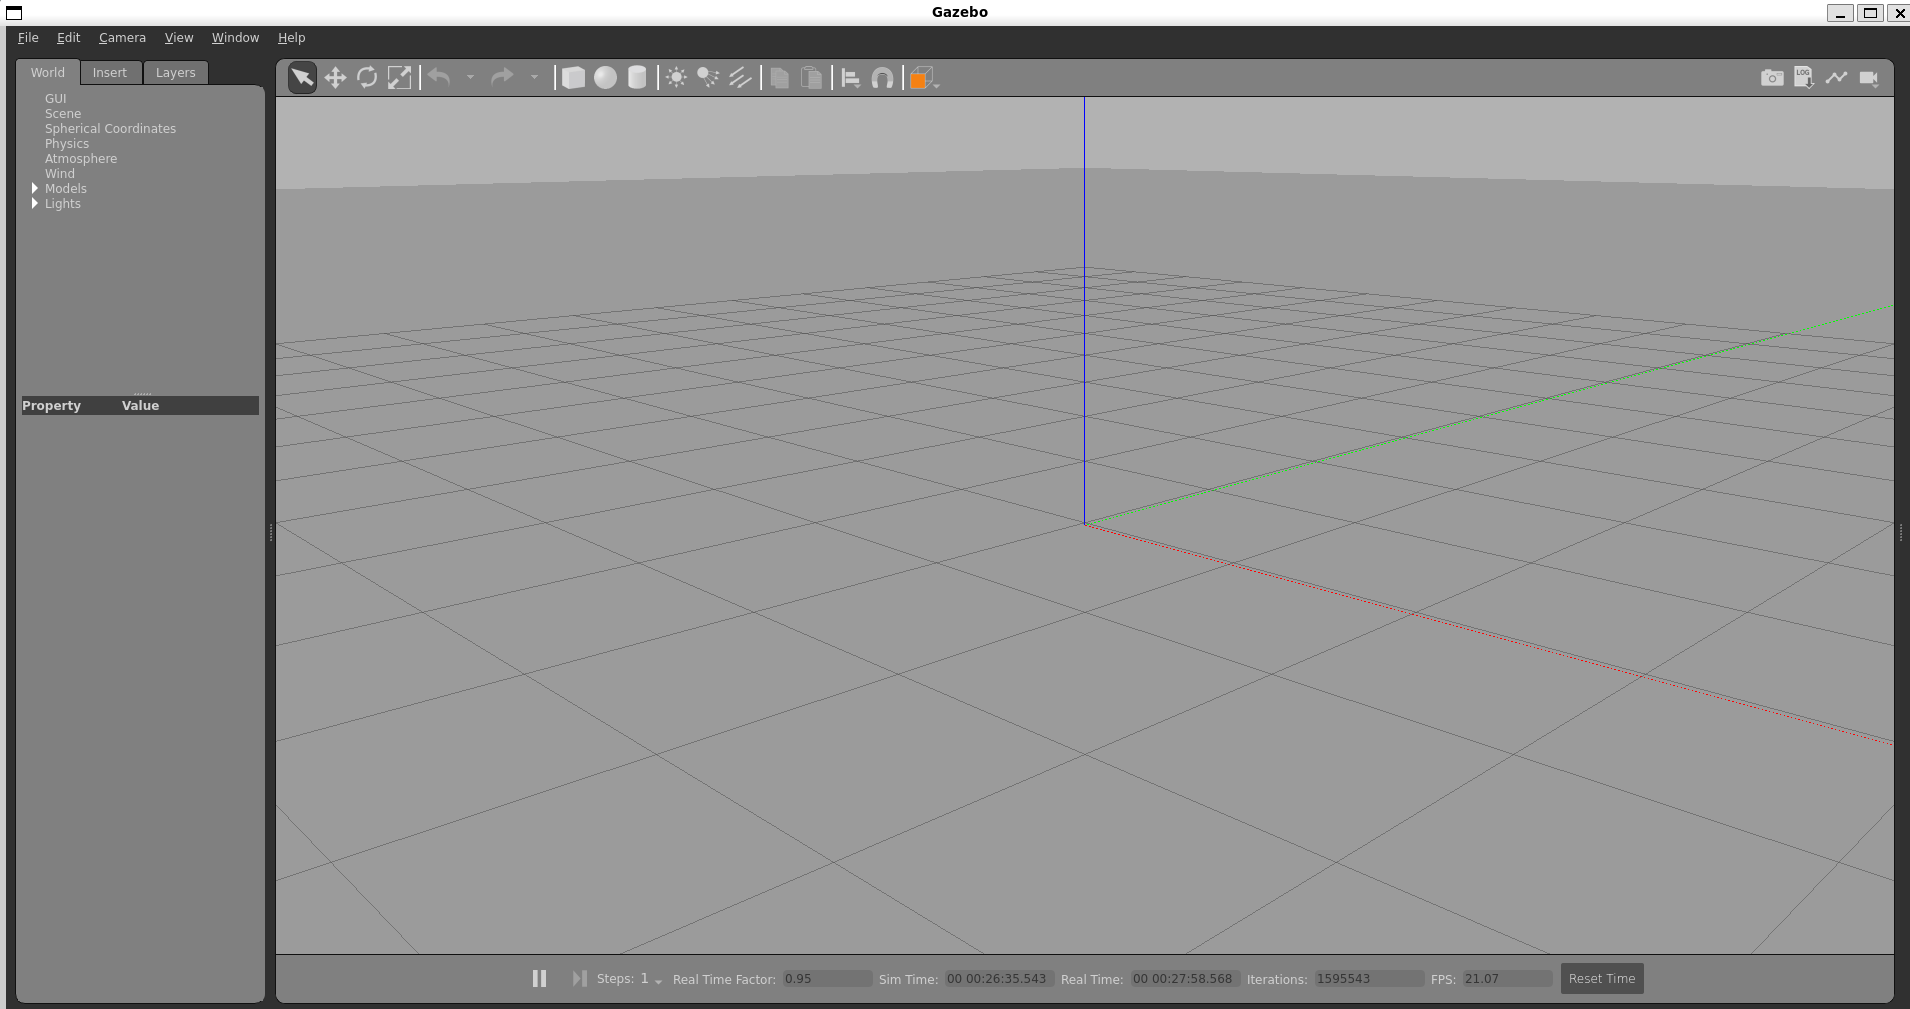 Gazebo
File Edit Camera View Window Help
World Insert Layers
LOG
GUI
Scene
Spherical Coordinates
Physics
Atmosphere
Wind
Models
Lights
Property Value
Steps: 1 Real Time Factor: 0.95 Sim Time: 00 00:26:35.543 Real Time: 00 00:27:58.568 Iterations: 1595543 FPS: 21.07 Reset Time